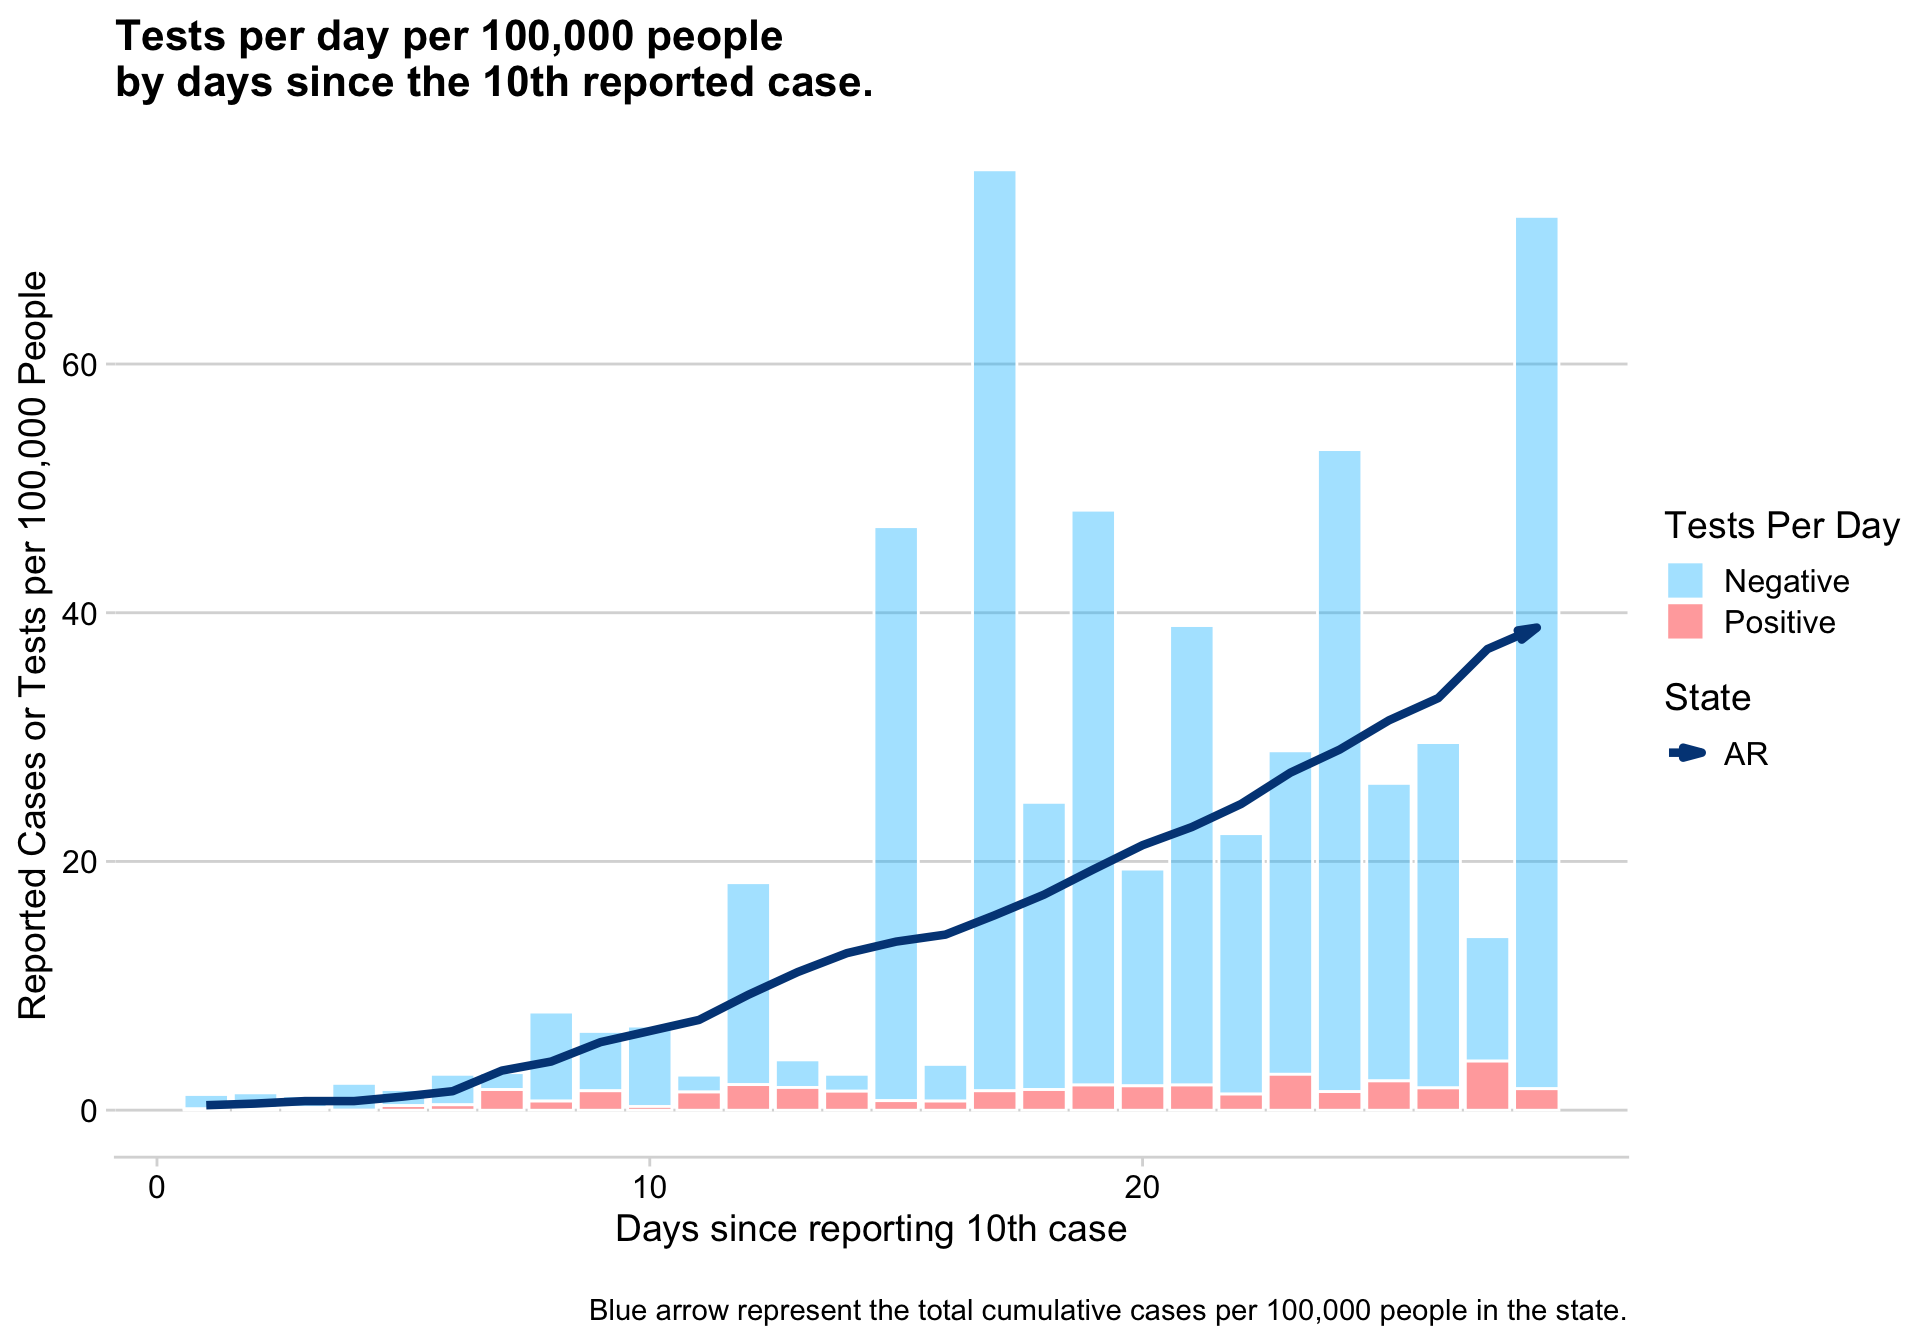 Tests per day per 100,000 people
by days since the 10th reported case.
Reported Cases or Tests per 100,000 People
60
40
20
0
0
10
20
Days since reporting 10th case
Tests Per Day
Negative
Positive
State
AR
Blue arrow represent the total cumulative cases per 100,000 people in the state.